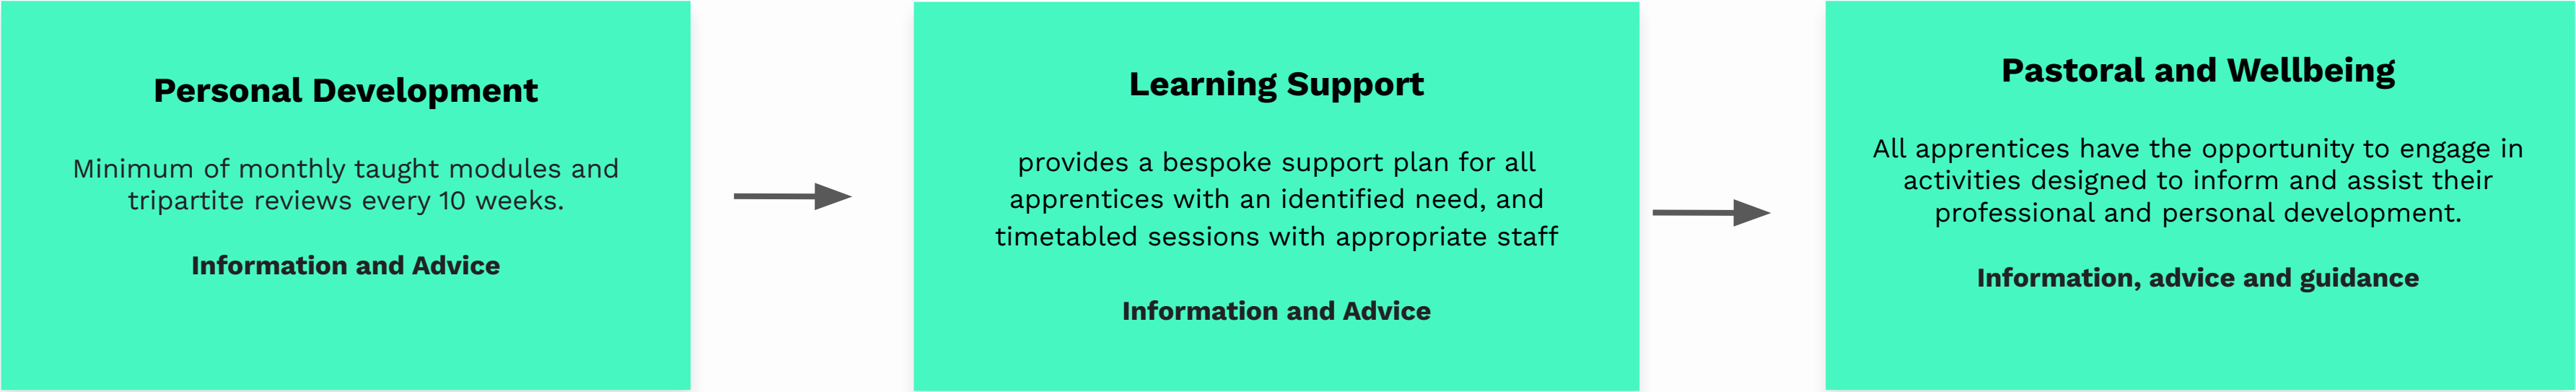 Personal Development
Minimum of monthly taught modules and
tripartite reviews every 10 weeks.
Information and Advice
Learning Support
provides a bespoke support plan for all
apprentices with an identified need, and
timetabled sessions with appropriate staff
Information and Advice
Pastoral and Wellbeing
All apprentices have the opportunity to engage in
activities designed to inform and assist their
professional and personal development.
Information, advice and guidance